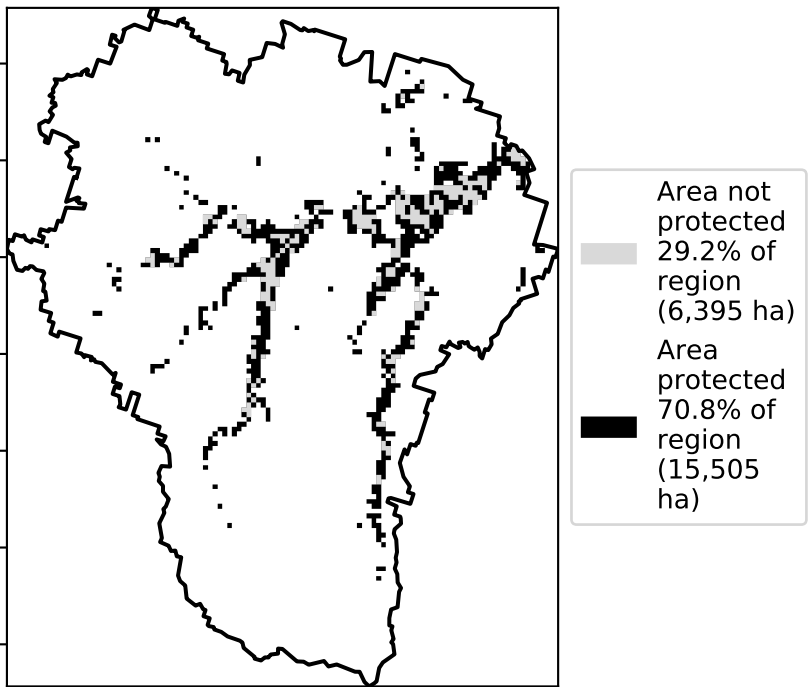 Area not
protected
29.2% of
region
(6,395 ha)
Area
protected
70.8% of
region
(15,505
ha)